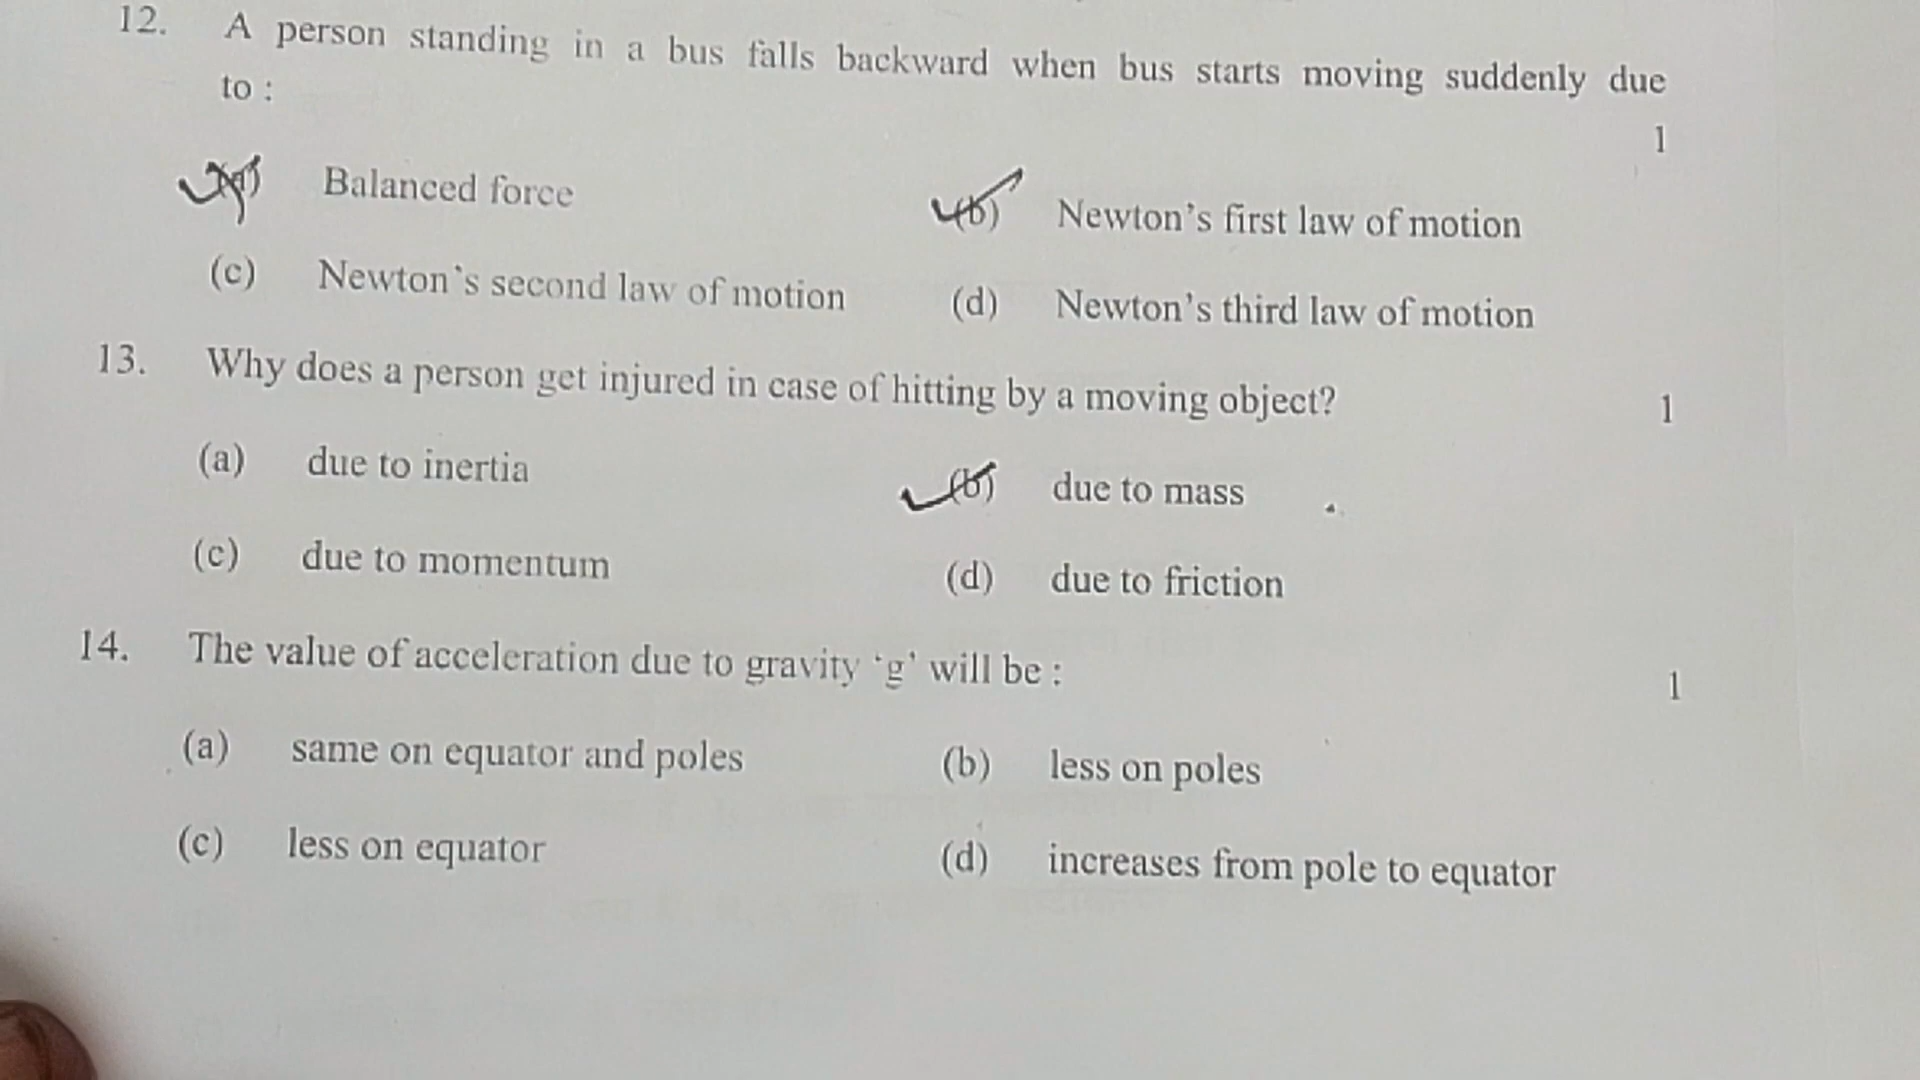 12. A person standing in a bus falls backward when bus starts moving suddenly due
to :
1
(a) Balanced force (b) Newton's first law of motion
(c) Newton's second law of motion (d) Newton's third law of motion
13. Why does a person get injured in case of hitting by a moving object? 1
(a) due to inertia (b) due to mass
(c) due to momentum (d) due to friction
14. The value of acceleration due to gravity 'g' will be : 1
(a) same on equator and poles (b) less on poles
(c) less on equator (d) increases from pole to equator